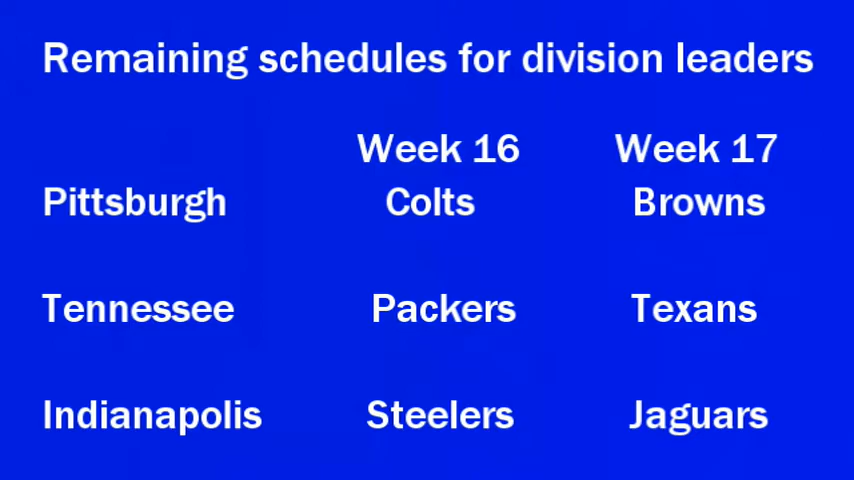 Remaining schedules for division leaders
Week 16 Week 17
Pittsburgh Colts Browns
Tennessee Packers Texans
Indianapolis Steelers Jaguars